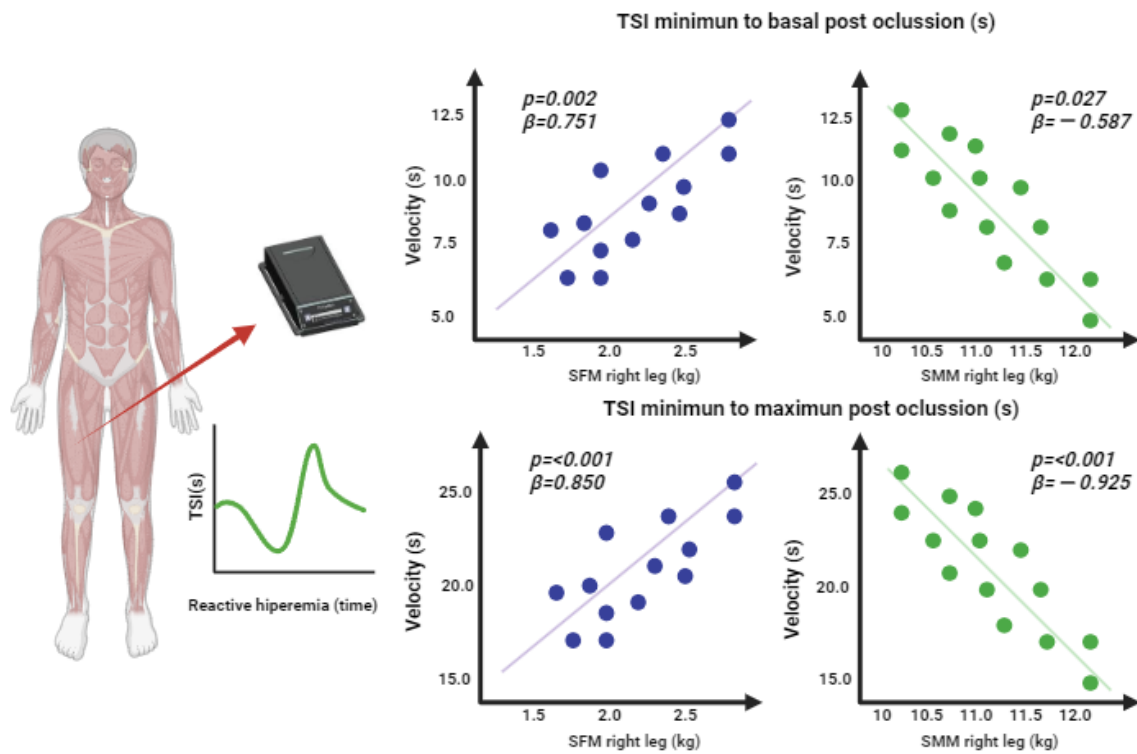 TSI minimun to basal post oclussion (s)
p=0.002
β=0.751
Velocity (s)
12.5
10.0
7.5
5.0
1.5 2.0 2.5
SFM right leg (kg)
p=0.027
β=−0.587
Velocity (s)
12.5
10.0
7.5
5.0
10 10.5 11.0 11.5 12.0
SMM right leg (kg)
TSI(s)
Reactive hiperemia (time)
TSI minimun to maximun post oclussion (s)
p=<0.001
β=0.850
Velocity (s)
25.0
20.0
15.0
1.5 2.0 2.5
SFM right leg (kg)
p=<0.001
β=−0.925
Velocity (s)
25.0
20.0
15.0
10 10.5 11.0 11.5 12.0
SMM right leg (kg)